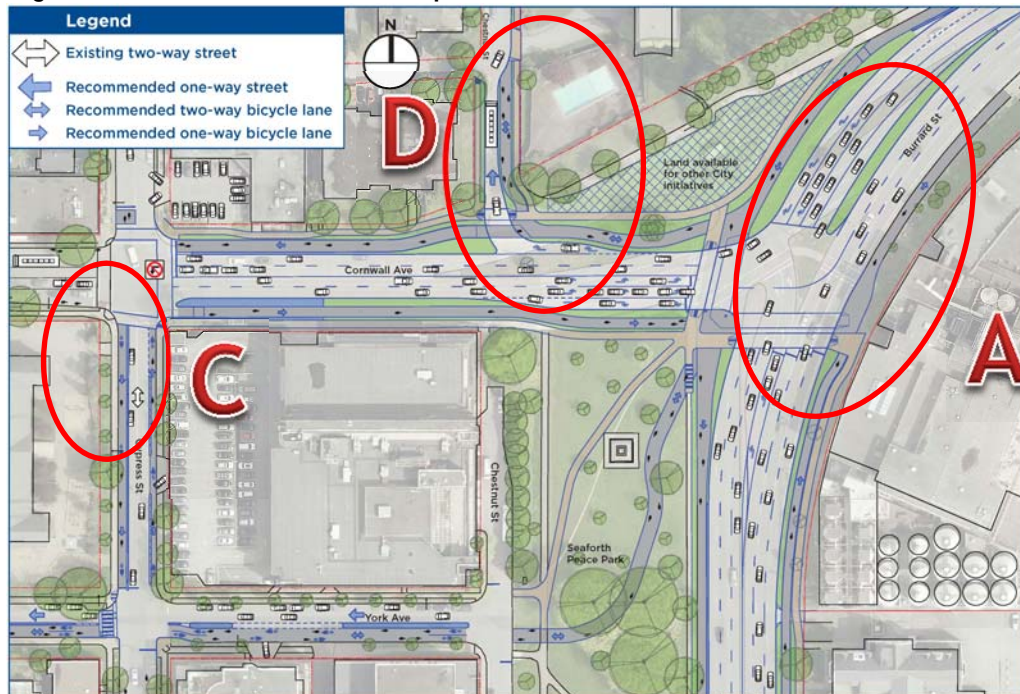 Legend
Existing two-way street
Recommended one-way street
Recommended two-way bicycle lane
Recommended one-way bicycle lane
N
Chestnut St
D
Burrard St
Land available
for other City
initiatives
Cornwall Ave
A
C
Cypress St
Chestnut St
Seaforth
Peace Park
York Ave